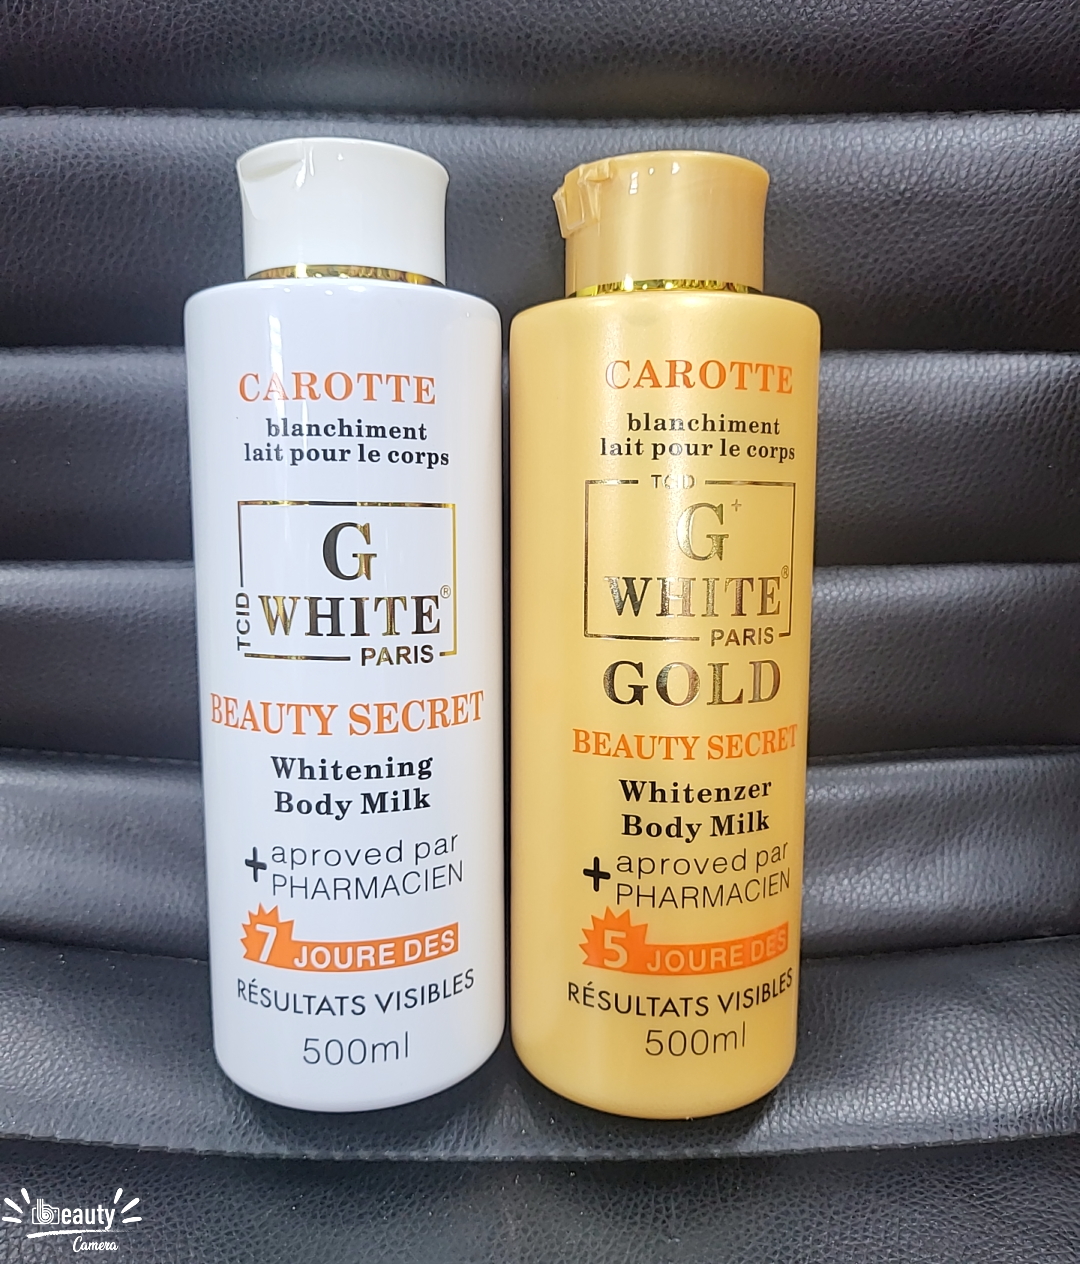 CAROTTE
blanchiment
lait pour le corps
G
WHITE®
TCID
PARIS
BEAUTY SECRET
Whitening
Body Milk
+ aproved par
PHARMACIEN
7 JOURE DES
RÉSULTATS VISIBLES
500ml
CAROTTE
blanchiment
lait pour le corps
TCID
G+
WHITE®
PARIS
GOLD
BEAUTY SECRET
Whitenzer
Body Milk
+ aproved par
PHARMACIEN
5 JOURE DES
RÉSULTATS VISIBLES
500ml
beauty
Camera